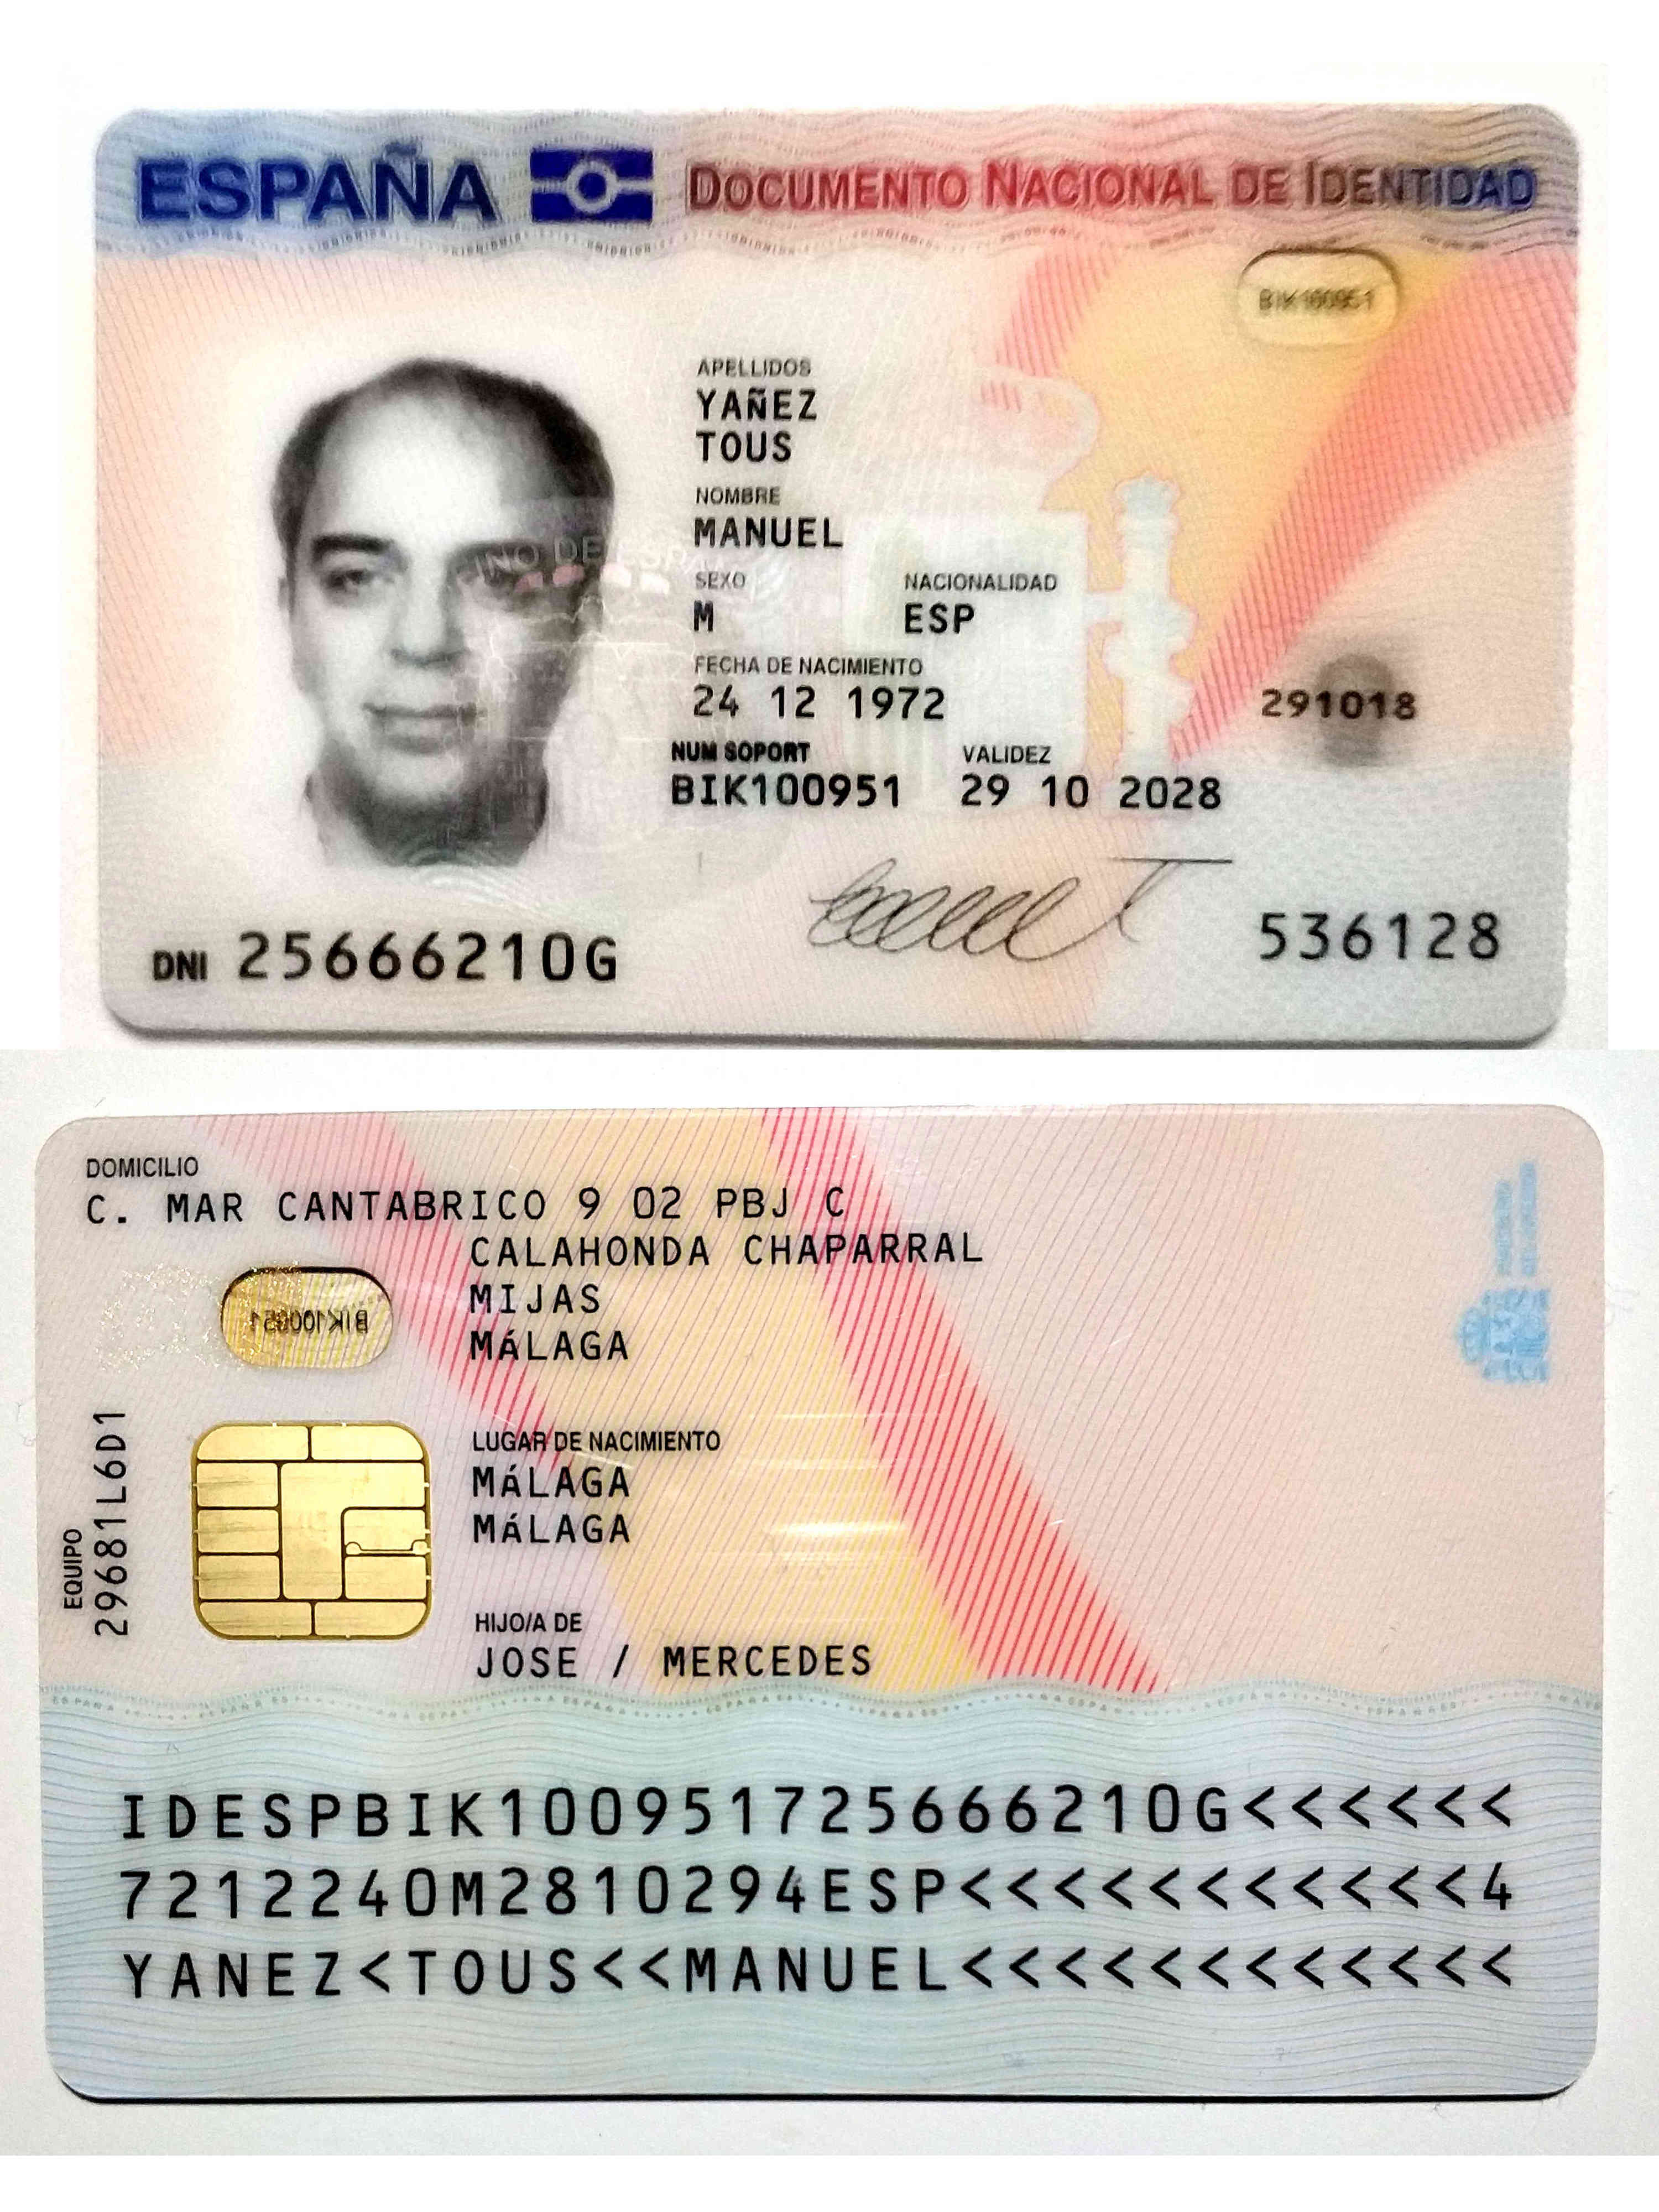 ESPAÑA DOCUMENTO NACIONAL DE IDENTIDAD
BIK100951
APELLIDOS
YAÑEZ
TOUS
NOMBRE
MANUEL
SEXO NACIONALIDAD
M ESP
FECHA DE NACIMIENTO
24 12 1972
291018
NUM SOPORT VALIDEZ
BIK100951 29 10 2028
DNI 25666210G
536128
DOMICILIO
C. MAR CANTABRICO 9 02 PBJ C
CALAHONDA CHAPARRAL
MIJAS
MáLAGA
BIK100951
EQUIPO
29681L6D1
LUGAR DE NACIMIENTO
MáLAGA
MáLAGA
HIJO/A DE
JOSE / MERCEDES
IDESPBIK100951725666210G<<<<<<
7212240M2810294ESP<<<<<<<<<<<4
YANEZ<TOUS<<MANUEL<<<<<<<<<<<<